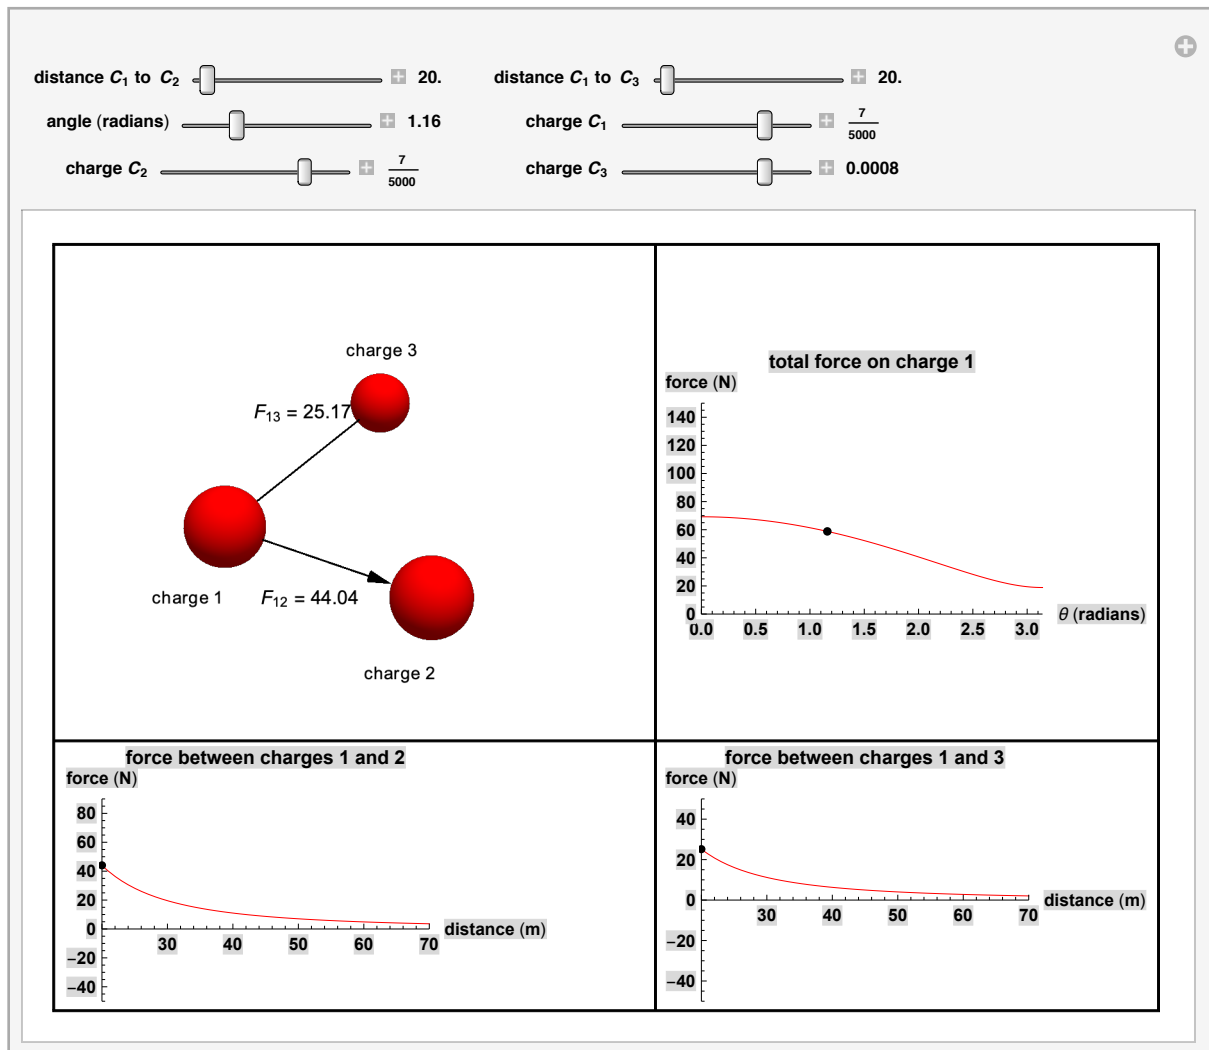 distance C₁ to C₂ 20. distance C₁ to C₃ 20.
angle (radians) 1.16 charge C₁ 7/5000
charge C₂ 7/5000 charge C₃ 0.0008
charge 3
F₁₃ = 25.17
charge 1
F₁₂ = 44.04
charge 2
total force on charge 1
force (N)
140
120
100
80
60
40
20
0
0.0 0.5 1.0 1.5 2.0 2.5 3.0
θ (radians)
force between charges 1 and 2
force (N)
80
60
40
20
0
−20
−40
30 40 50 60 70
distance (m)
force between charges 1 and 3
force (N)
40
20
0
−20
−40
30 40 50 60 70
distance (m)